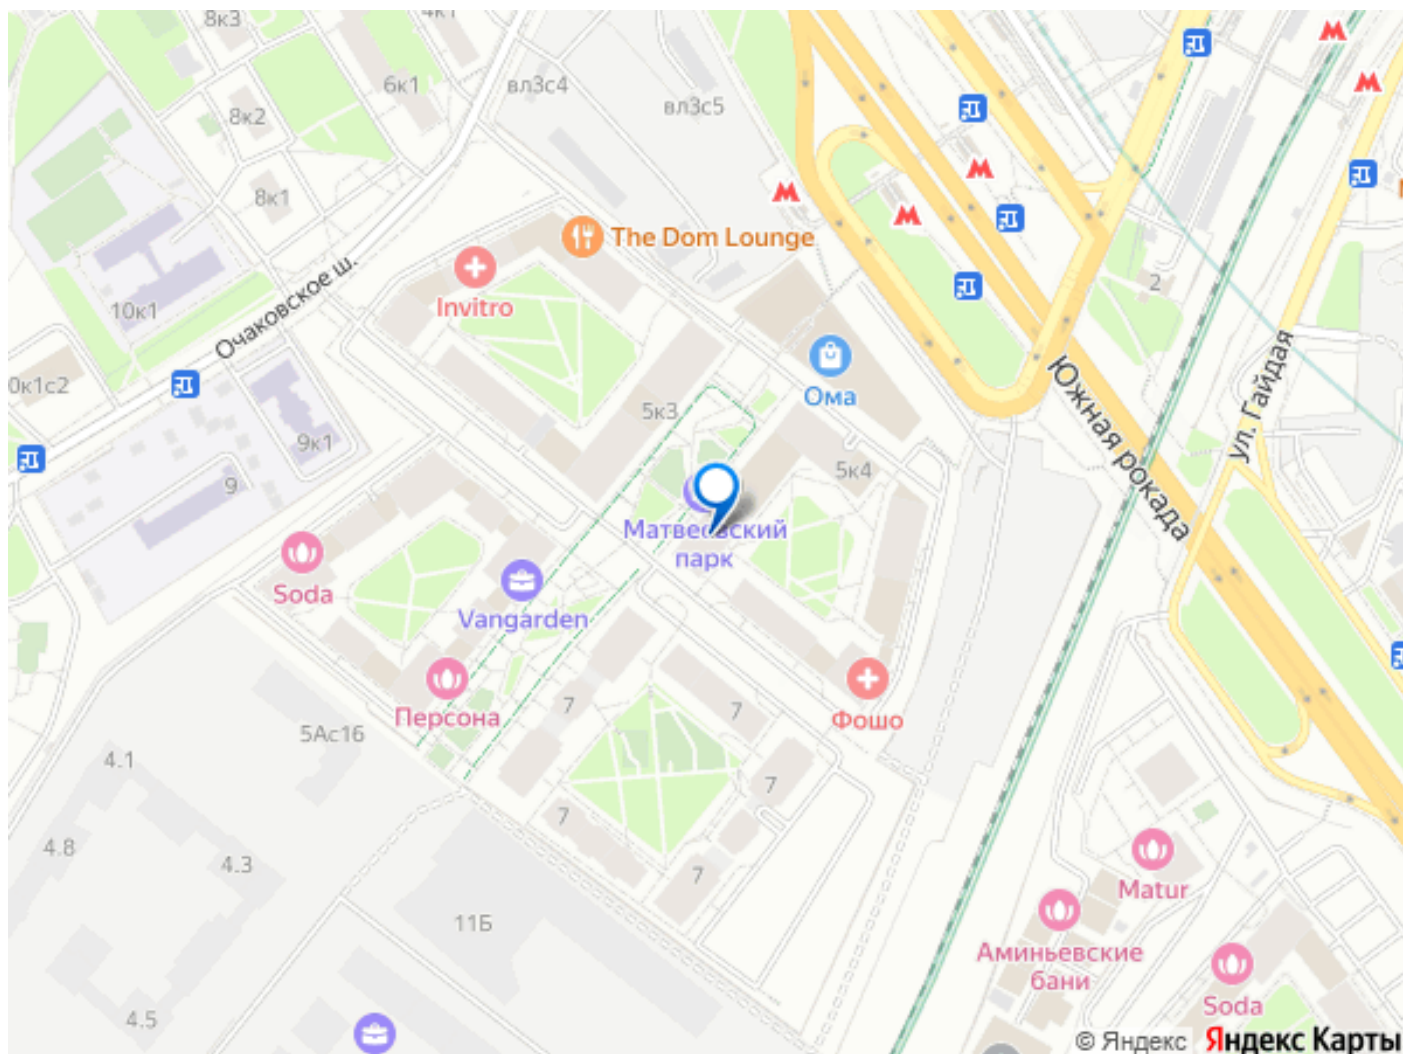 8к3
4к1
6к1
8к2
8к1
вл3с4
вл3с5
The Dom Lounge
Invitro
10к1
Очаковское ш.
2
0к1с2
Ома
Южная рокада
ул. Гайдая
5к3
9к1
5к4
9
Матвеевский
парк
Soda
Vangarden
Персона
7
7
Фошо
5Ас16
4.1
7
7
4.8
4.3
7
Matur
11Б
Аминьевские
бани
Soda
4.5
© Яндекс Яндекс Карты